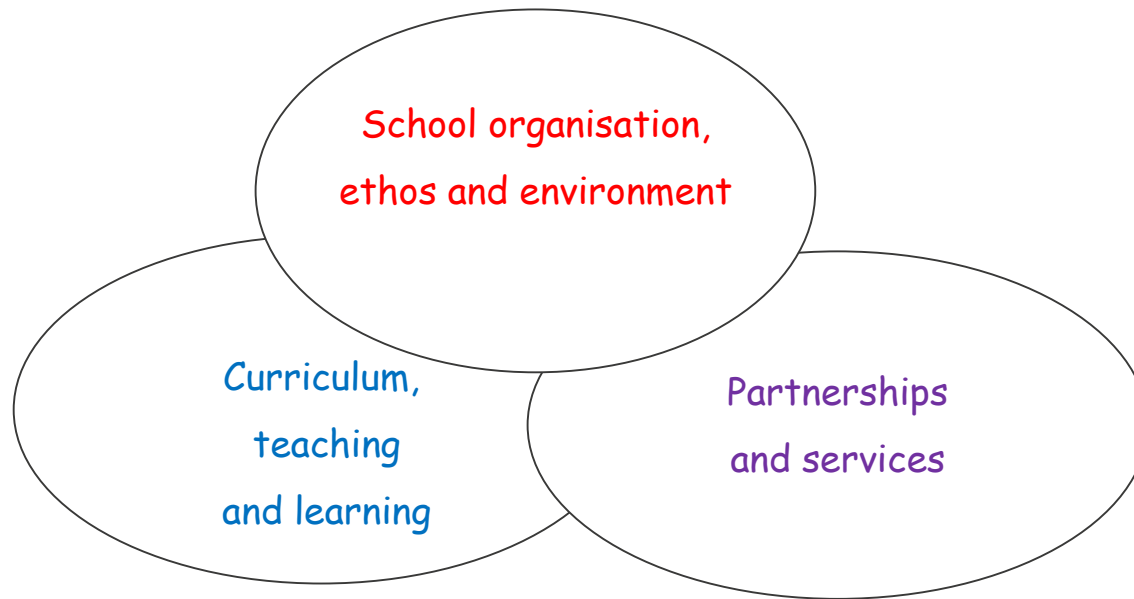 School organisation,
ethos and environment
Curriculum,
teaching
and learning
Partnerships
and services